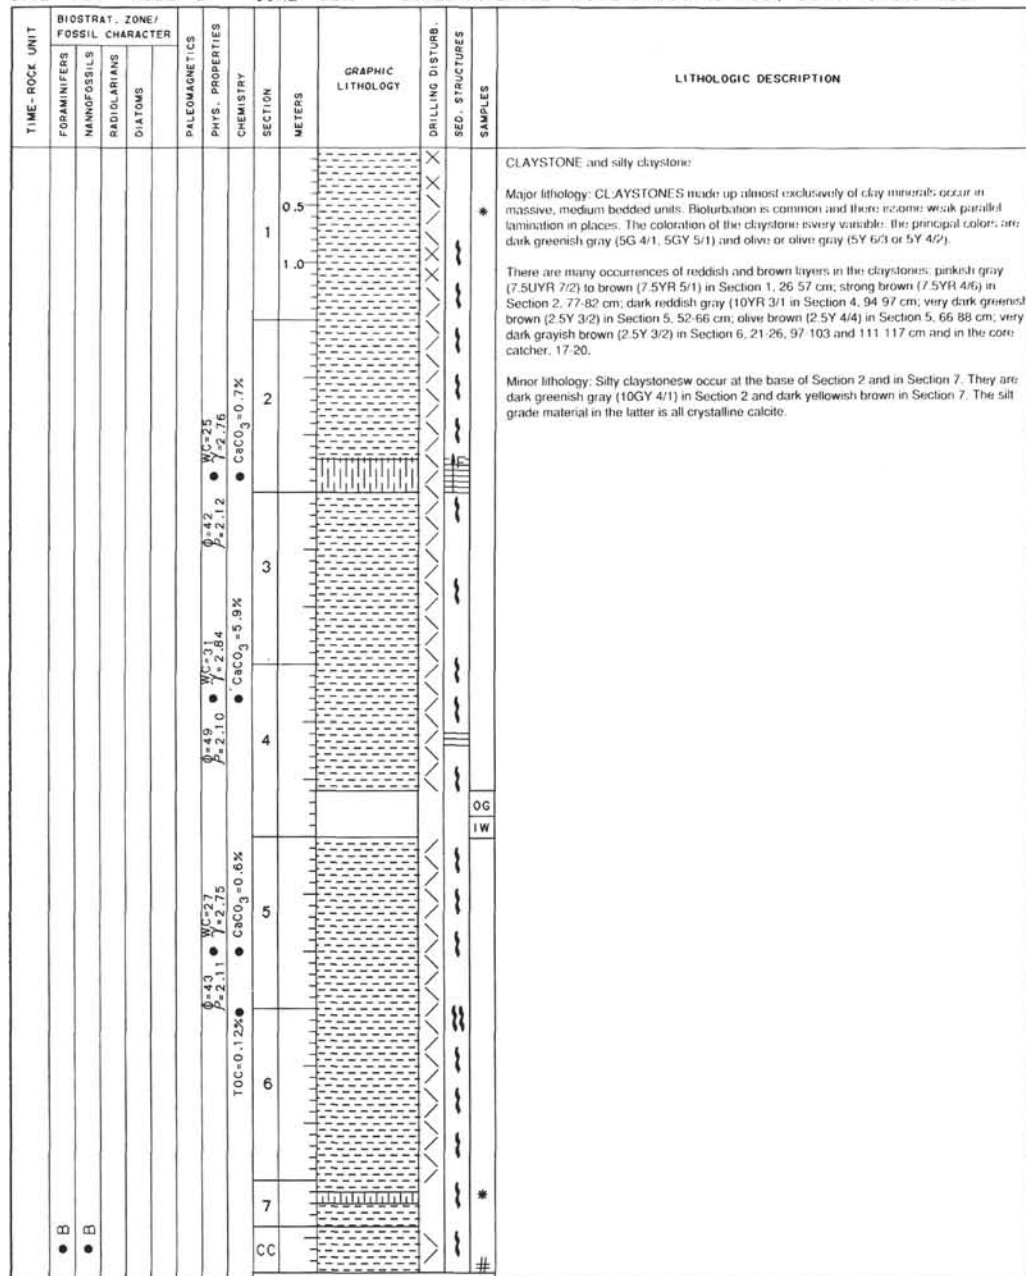 TIME-ROCK UNIT
BIOSTRAT. ZONE/
FOSSIL CHARACTER
FORAMINIFERS
NANNOFOSSILS
RADIOLARIANS
DIATOMS
PALEOMAGNETICS
PHYS. PROPERTIES
CHEMISTRY
SECTION
METERS
GRAPHIC
LITHOLOGY
DRILLING DISTURB.
SED. STRUCTURES
SAMPLES
LITHOLOGIC DESCRIPTION
CLAYSTONE and silty claystone
Major lithology: CL:AYSTONES made up almost exclusively of clay minerals occur in
massive, medium bedded units. Bioturbation is common and there is some weak parallel
lamination in places. The coloration of the claystone is very variable. the principal colors are
dark greenish gray (5G 4/1, 5GY 5/1) and olive or olive gray (5Y 6/3 or 5Y 4/2).
There are many occurrences of reddish and brown layers in the claystones: pinkish gray
(7.5UYR 7/2) to brown (7.5YR 5/1) in Section 1, 26 57 cm; strong brown (7.5YR 4/6) in
Section 2, 77-82 cm; dark reddish gray (10YR 3/1 in Section 4, 94 97 cm; very dark greenish
brown (2.5Y 3/2) in Section 5, 52-66 cm; olive brown (2.5Y 4/4) in Section 5, 66 88 cm; very
dark grayish brown (2.5Y 3/2) in Section 6, 21-26, 97-103 and 111 117 cm and in the core
catcher, 17-20.
Minor lithology: Silty claystonesw occur at the base of Section 2 and in Section 7. They are
dark greenish gray (10GY 4/1) in Section 2 and dark yellowish brown in Section 7. The silt
grade material in the latter is all crystalline calcite.
0.5
1
*
1.0
2
WC=25
γ=2.76
CaCO3=0.7%
F
Φ=42
ρ=2.12
3
WC=31
γ=2.84
CaCO3=5.9%
Φ=49
ρ=2.10
4
OG
IW
WC=27
γ=2.75
CaCO3=0.6%
5
Φ=43
ρ=2.11
TOC=0.12%
6
7
*
B
B
CC
#